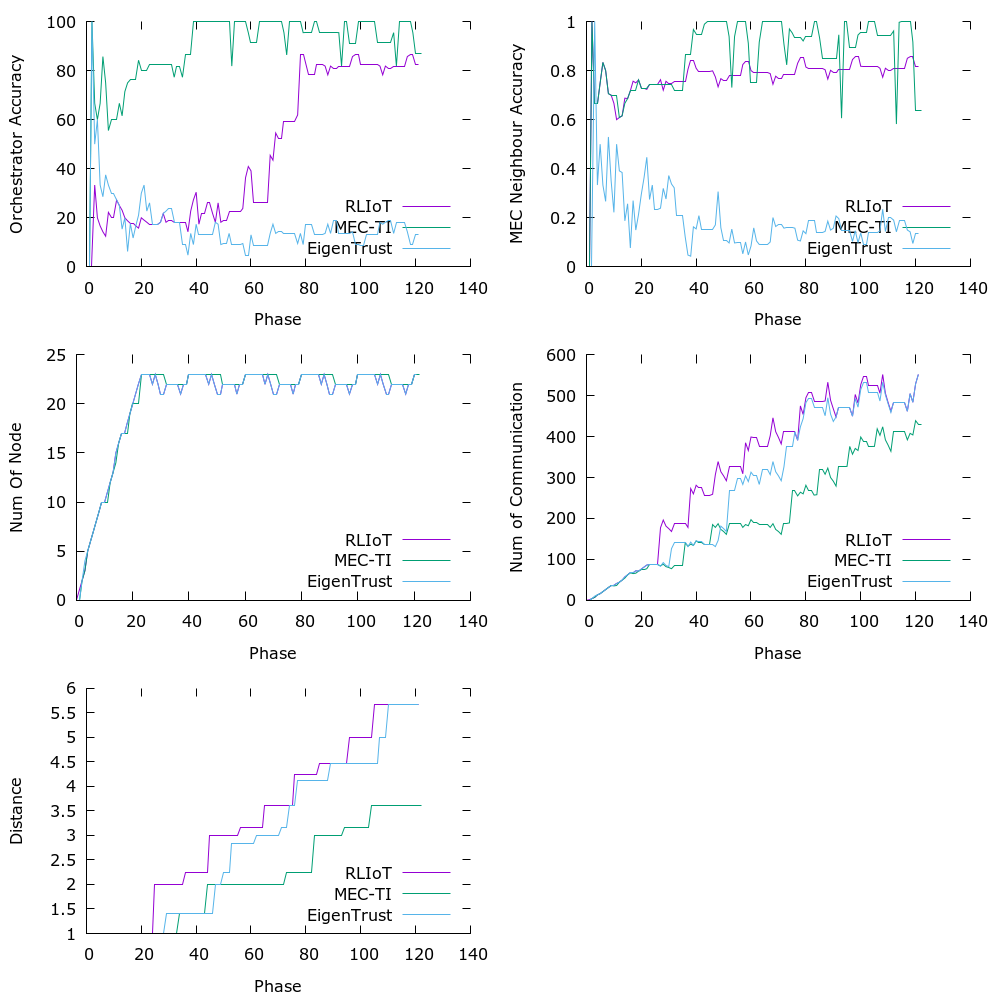 Orchestrator Accuracy
100
80
60
40
20
0
0 20 40 60 80 100 120 140
Phase
RLIoT
MEC-TI
EigenTrust
MEC Neighbour Accuracy
1
0.8
0.6
0.4
0.2
0
0 20 40 60 80 100 120 140
Phase
RLIoT
MEC-TI
EigenTrust
Num Of Node
25
20
15
10
5
0
0 20 40 60 80 100 120 140
Phase
RLIoT
MEC-TI
EigenTrust
Num of Communication
600
500
400
300
200
100
0
0 20 40 60 80 100 120 140
Phase
RLIoT
MEC-TI
EigenTrust
Distance
6
5.5
5
4.5
4
3.5
3
2.5
2
1.5
1
0 20 40 60 80 100 120 140
Phase
RLIoT
MEC-TI
EigenTrust